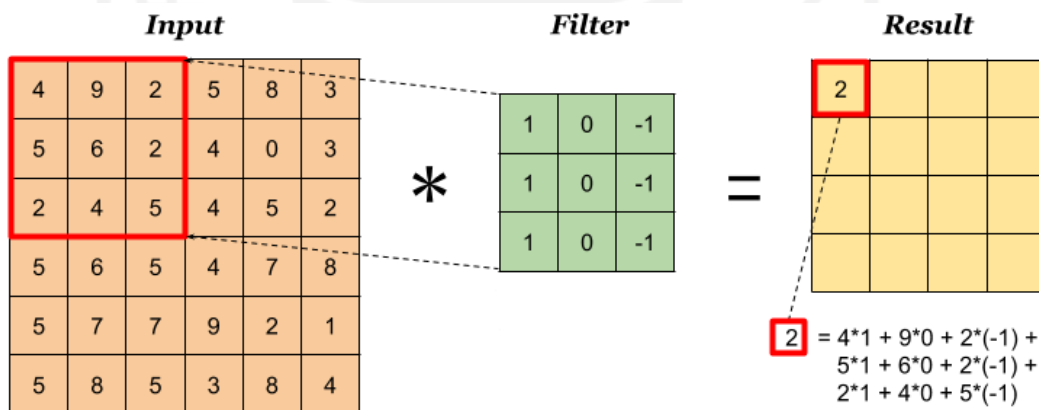 Input
Filter
Result
4 9 2 5 8 3
5 6 2 4 0 3
2 4 5 4 5 2
5 6 5 4 7 8
5 7 7 9 2 1
5 8 5 3 8 4
*
1 0 -1
1 0 -1
1 0 -1
=
2
2 = 4*1 + 9*0 + 2*(-1) +
5*1 + 6*0 + 2*(-1) +
2*1 + 4*0 + 5*(-1)